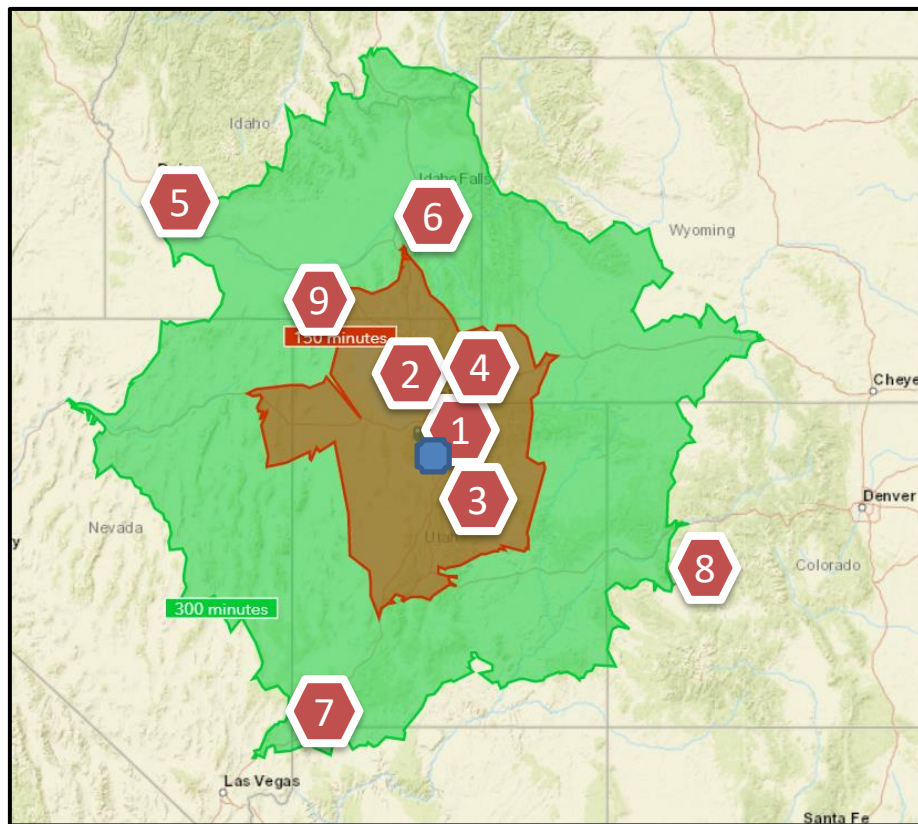 Idaho
5
Idaho Falls
6
Wyoming
9
150 minutes
2
4
Cheye
1
3
Denver
Nevada
y
Utah
8
Colorado
300 minutes
7
Las Vegas
Santa Fe